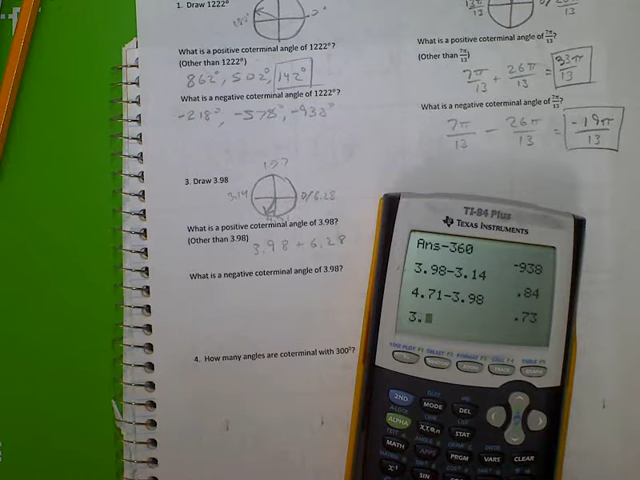 1. Draw 1222°
What is a positive coterminal angle of 1222°?
(Other than 1222°)
862°, 502°, 142°
What is a negative coterminal angle of 1222°?
-218°, -578°, -938°
What is a positive coterminal angle of 7π/13?
(Other than 7π/13)
7π/13 + 26π/13 = 33π/13
What is a negative coterminal angle of 7π/13?
7π/13 - 26π/13 = -19π/13
3. Draw 3.98
1.57
3.14
0/6.28
4.71
What is a positive coterminal angle of 3.98?
(Other than 3.98)
3.98 + 6.28
What is a negative coterminal angle of 3.98?
4. How many angles are coterminal with 300°?
TI-84 Plus
TEXAS INSTRUMENTS
Ans-360
-938
3.98-3.14
.84
4.71-3.98
.73
3.
2ND
MODE
DEL
ALPHA
X,T,θ,n
STAT
MATH
APPS
PRGM
VARS
CLEAR
SIN